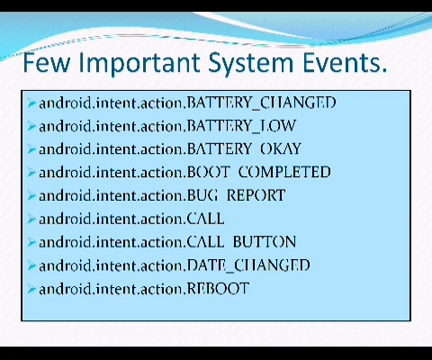 Few Important System Events.
android.intent.action.BATTERY_CHANGED
android.intent.action.BATTERY_LOW
android.intent.action.BATTERY_OKAY
android.intent.action.BOOT_COMPLETED
android.intent.action.BUG_REPORT
android.intent.action.CALL
android.intent.action.CALL_BUTTON
android.intent.action.DATE_CHANGED
android.intent.action.REBOOT